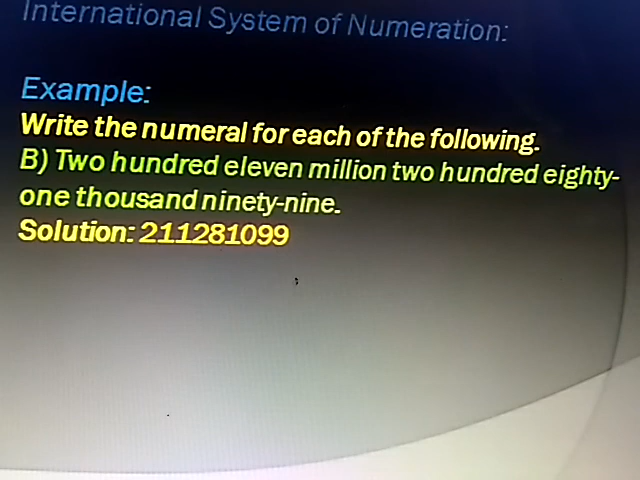 International System of Numeration:
Example:
Write the numeral for each of the following.
B) Two hundred eleven million two hundred eighty-
one thousand ninety-nine.
Solution: 211281099